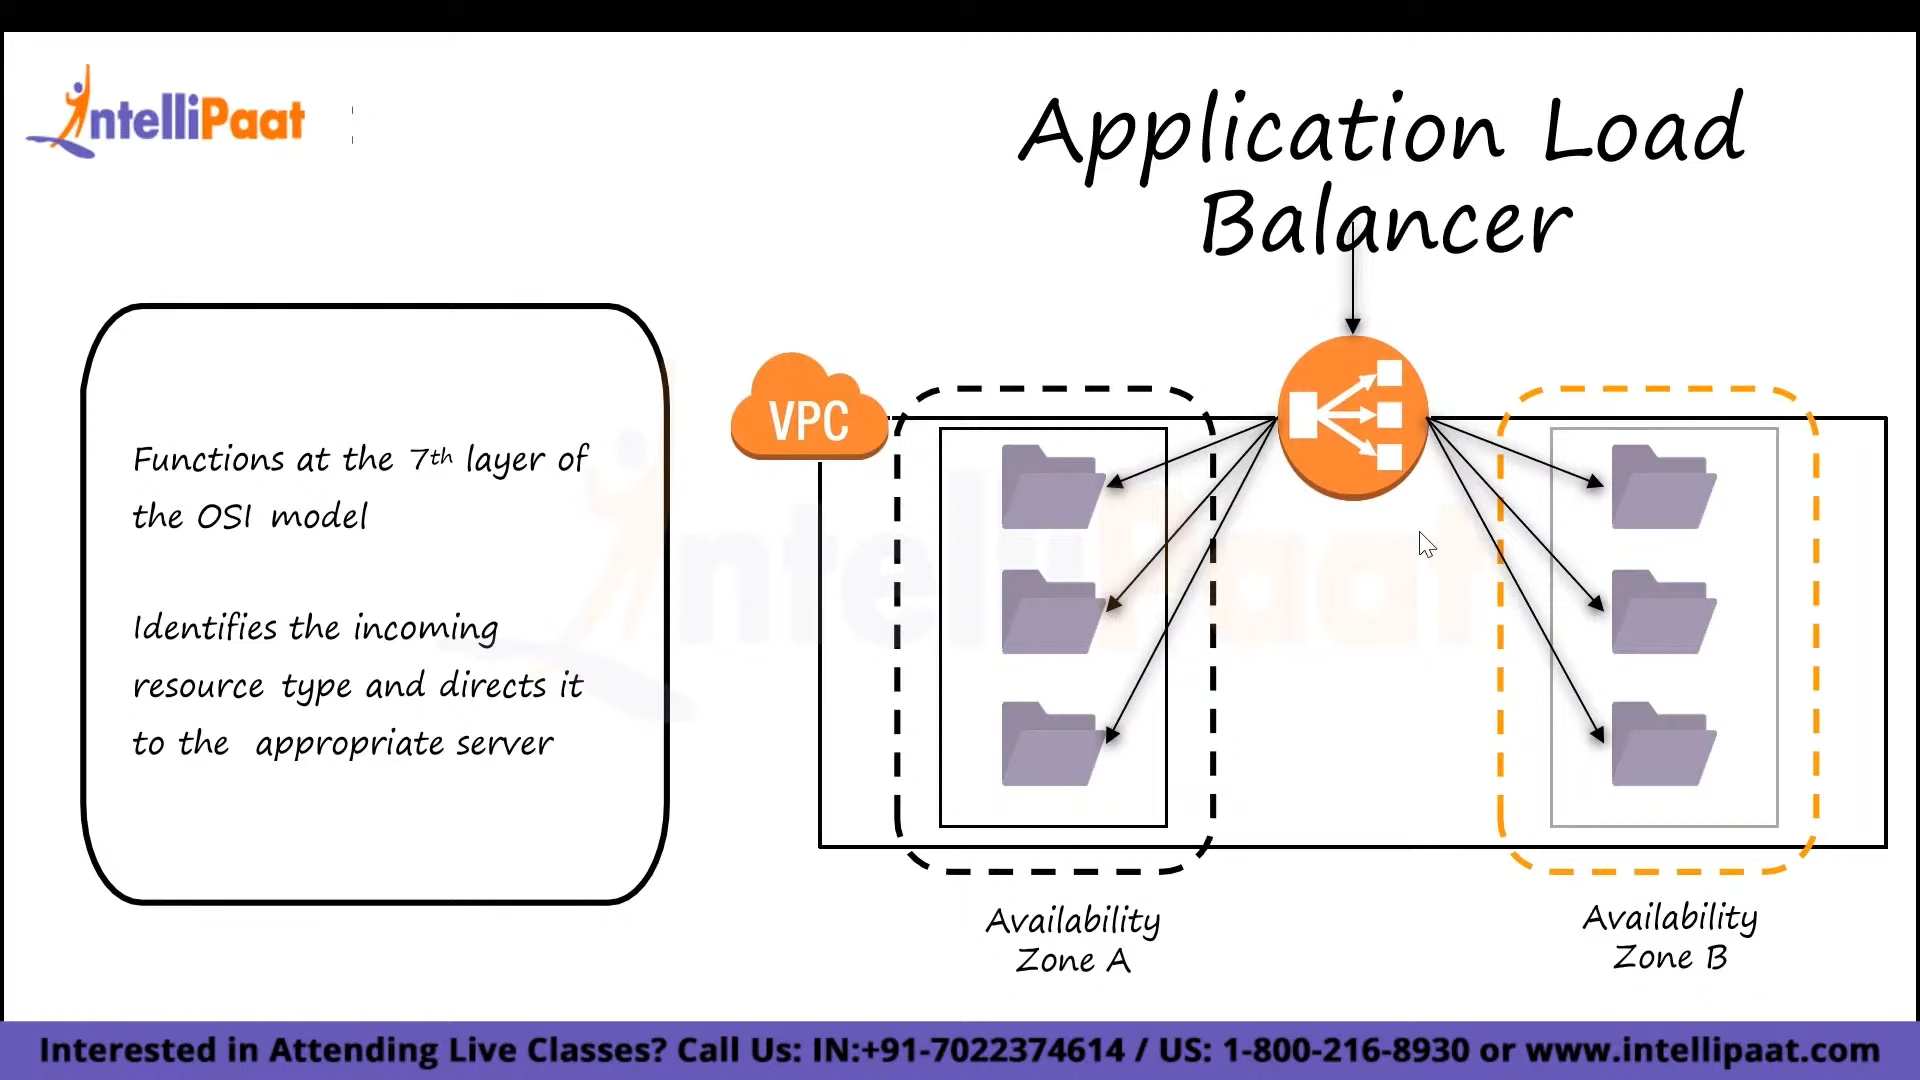 IntelliPaat
Application Load
Balancer
Functions at the 7th layer of
the OSI model
Identifies the incoming
resource type and directs it
to the appropriate server
VPC
IntelliPaat
Availability
Zone A
Availability
Zone B
Interested in Attending Live Classes? Call Us: IN:+91-7022374614 / US: 1-800-216-8930 or www.intellipaat.com